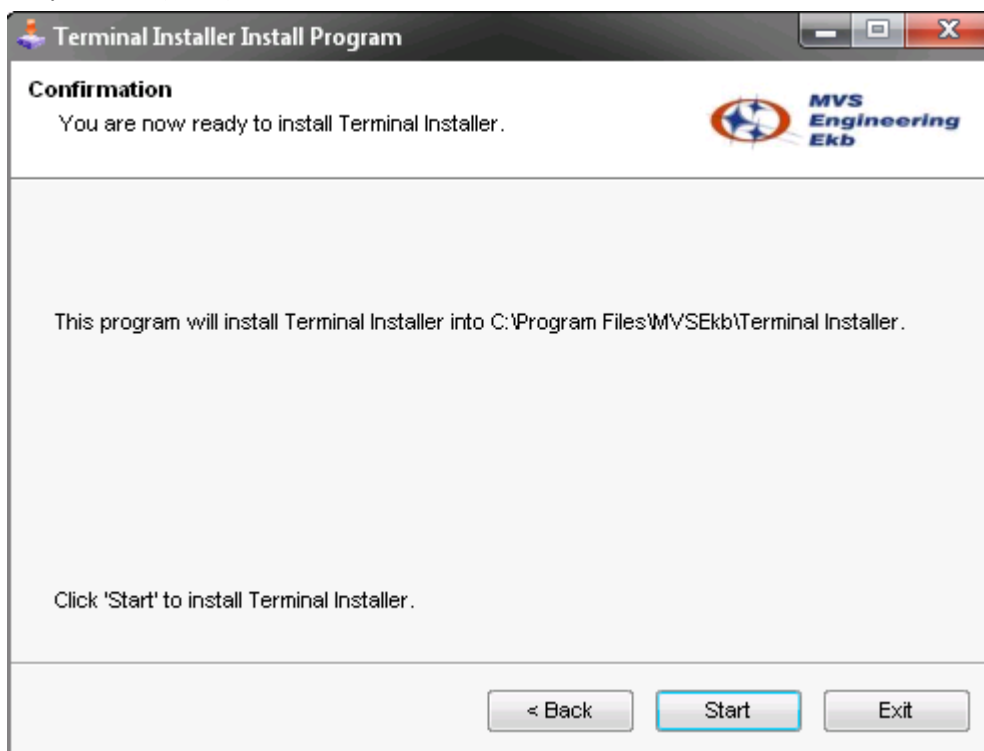 Terminal Installer Install Program
Confirmation
You are now ready to install Terminal Installer.
MVS
Engineering
Ekb
This program will install Terminal Installer into C:\Program Files\MVSEkb\Terminal Installer.
Click 'Start' to install Terminal Installer.
< Back
Start
Exit